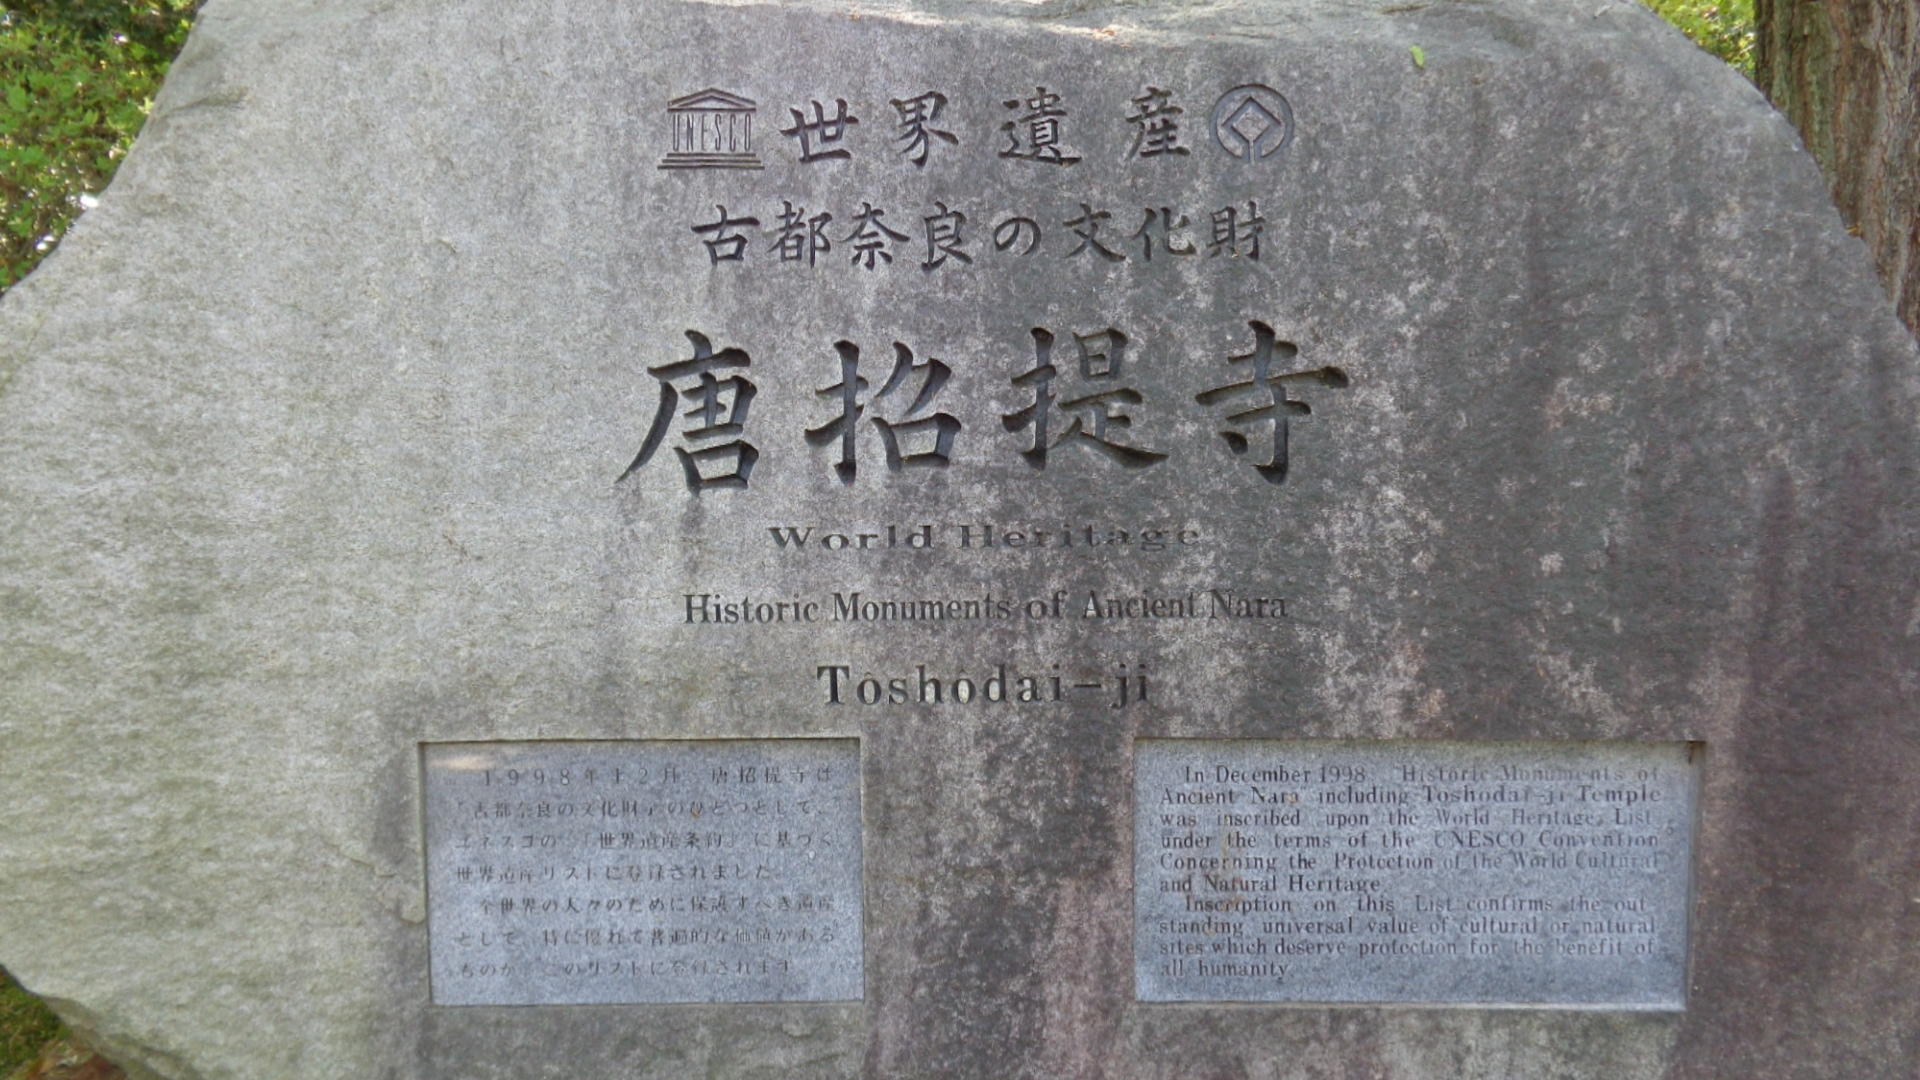 UNESCO 世界遺産
古都奈良の文化財
唐招提寺
World Heritage
Historic Monuments of Ancient Nara
Tôshôdai-ji
1998年12月、唐招提寺は
「古都奈良の文化財」のひとつとして、
ユネスコの「世界遺産条約」に基づく
世界遺産リストに登録されました。
全世界の人々のために保護すべき遺産
として、特に優れて普遍的な価値がある
ものが、このリストに登録されます。
In December 1998, "Historic Monuments of
Ancient Nara" including Toshodai-ji Temple
was inscribed upon the World Heritage List
under the terms of the UNESCO Convention
Concerning the Protection of the World Cultural
and Natural Heritage.
Inscription on this List confirms the out
standing universal value of cultural or natural
sites which deserve protection for the benefit of
all humanity.